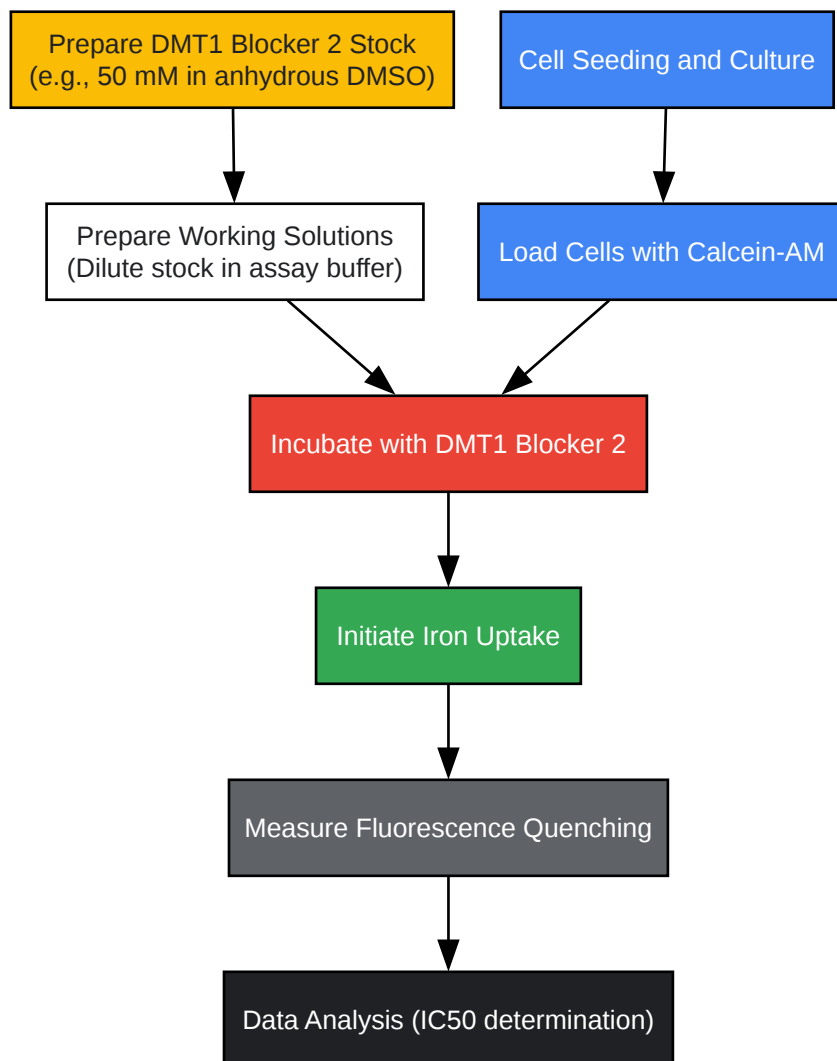 Prepare DMT1 Blocker 2 Stock
(e.g., 50 mM in anhydrous DMSO)
Cell Seeding and Culture
Prepare Working Solutions
(Dilute stock in assay buffer)
Load Cells with Calcein-AM
Incubate with DMT1 Blocker 2
Initiate Iron Uptake
Measure Fluorescence Quenching
Data Analysis (IC50 determination)